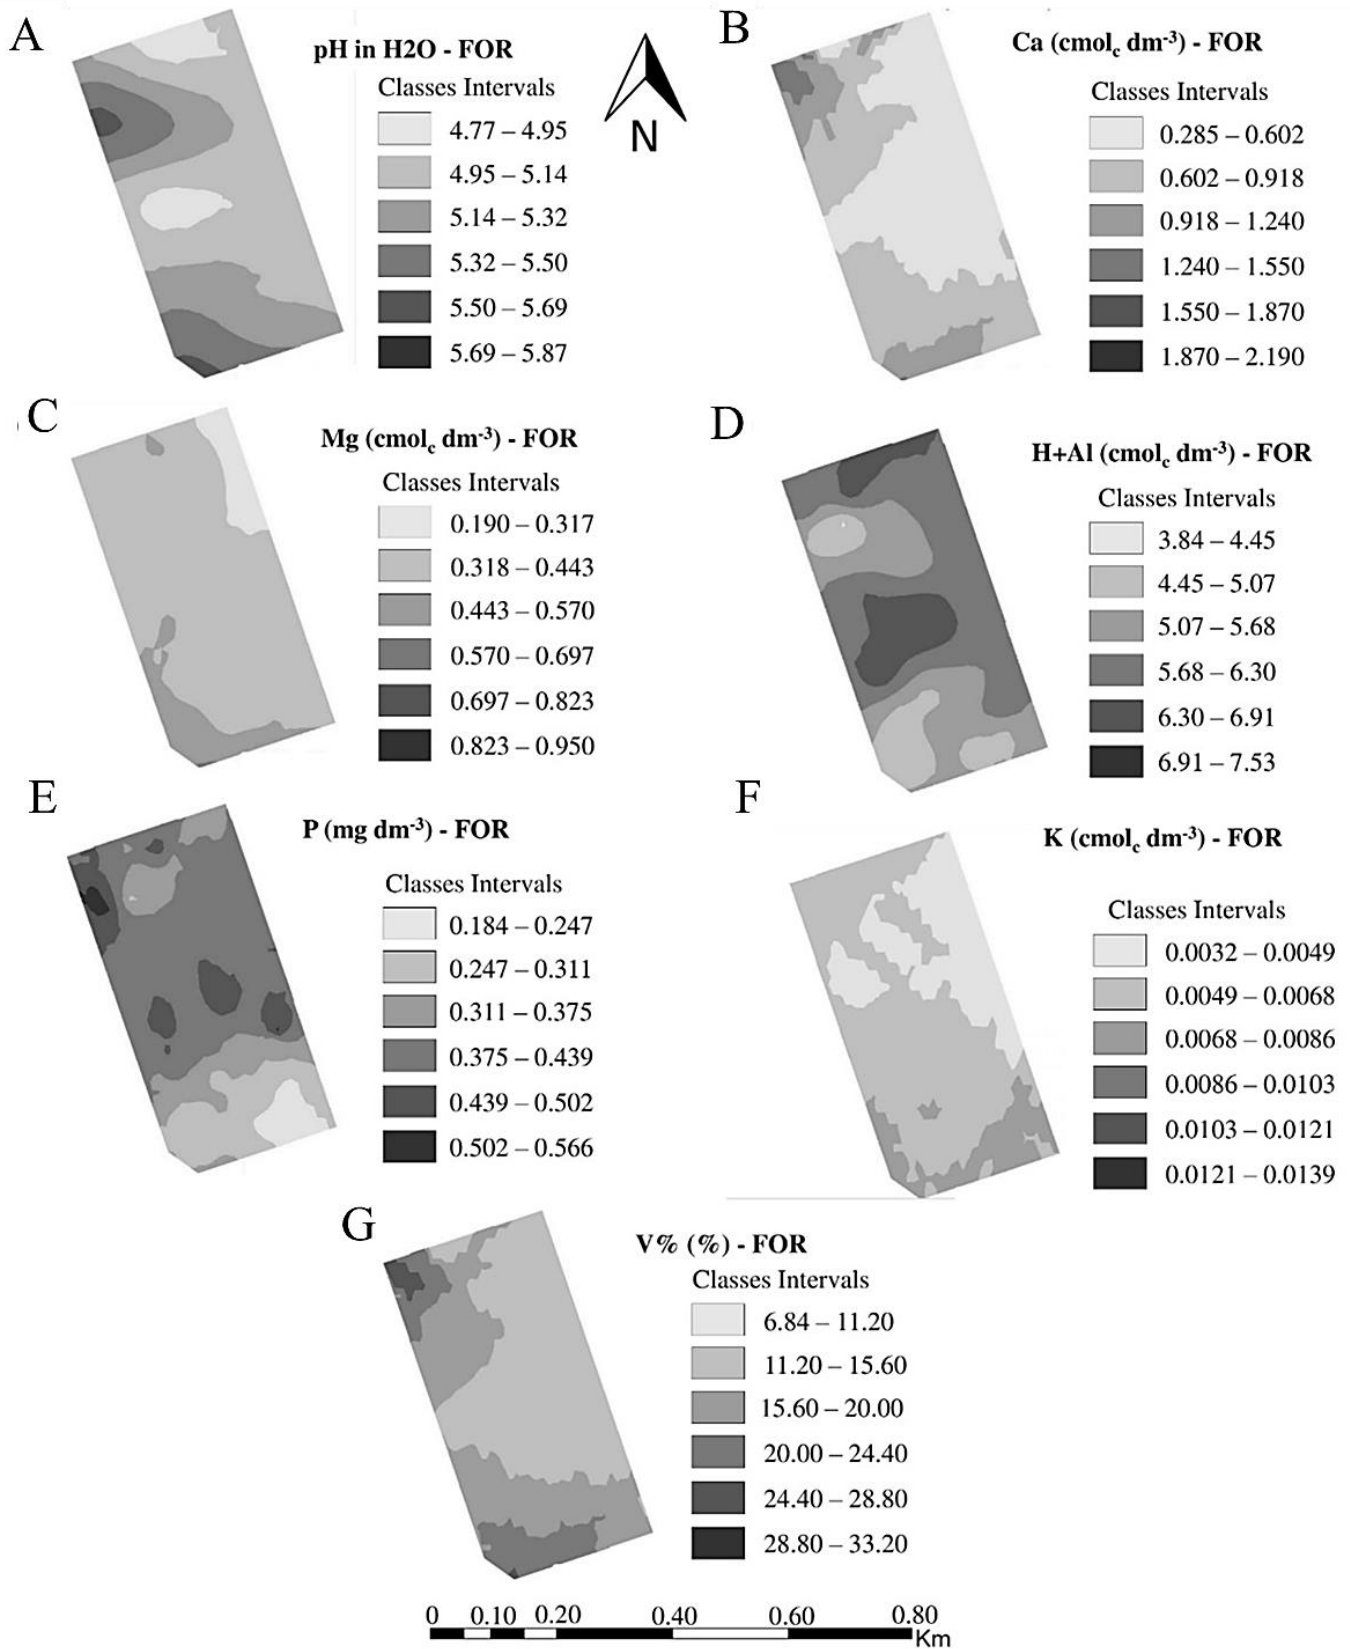 A
pH in H2O - FOR
Classes Intervals
4.77 – 4.95
4.95 – 5.14
5.14 – 5.32
5.32 – 5.50
5.50 – 5.69
5.69 – 5.87
N
B
Ca (cmolc dm-3) - FOR
Classes Intervals
0.285 – 0.602
0.602 – 0.918
0.918 – 1.240
1.240 – 1.550
1.550 – 1.870
1.870 – 2.190
C
Mg (cmolc dm-3) - FOR
Classes Intervals
0.190 – 0.317
0.318 – 0.443
0.443 – 0.570
0.570 – 0.697
0.697 – 0.823
0.823 – 0.950
D
H+Al (cmolc dm-3) - FOR
Classes Intervals
3.84 – 4.45
4.45 – 5.07
5.07 – 5.68
5.68 – 6.30
6.30 – 6.91
6.91 – 7.53
E
P (mg dm-3) - FOR
Classes Intervals
0.184 – 0.247
0.247 – 0.311
0.311 – 0.375
0.375 – 0.439
0.439 – 0.502
0.502 – 0.566
F
K (cmolc dm-3) - FOR
Classes Intervals
0.0032 – 0.0049
0.0049 – 0.0068
0.0068 – 0.0086
0.0086 – 0.0103
0.0103 – 0.0121
0.0121 – 0.0139
G
V% (%) - FOR
Classes Intervals
6.84 – 11.20
11.20 – 15.60
15.60 – 20.00
20.00 – 24.40
24.40 – 28.80
28.80 – 33.20
0 0.10 0.20 0.40 0.60 0.80
Km